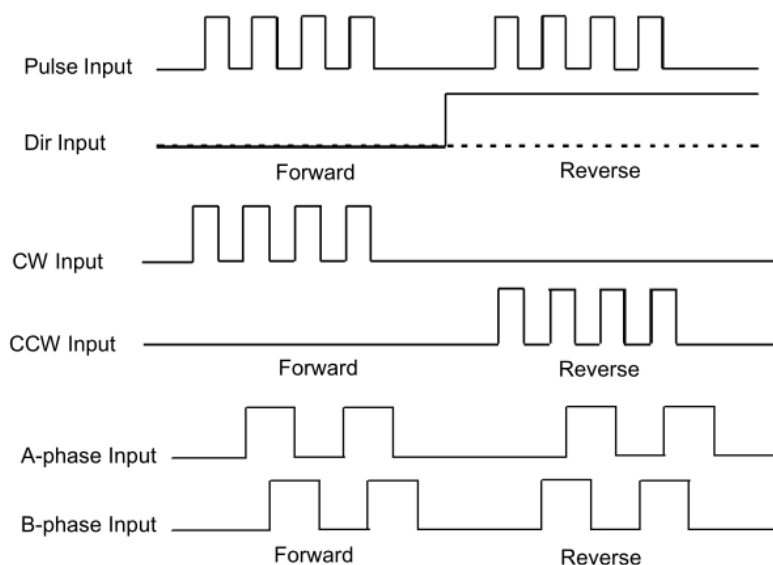 Pulse Input
Dir Input
Forward Reverse
CW Input
CCW Input
Forward Reverse
A-phase Input
B-phase Input
Forward Reverse